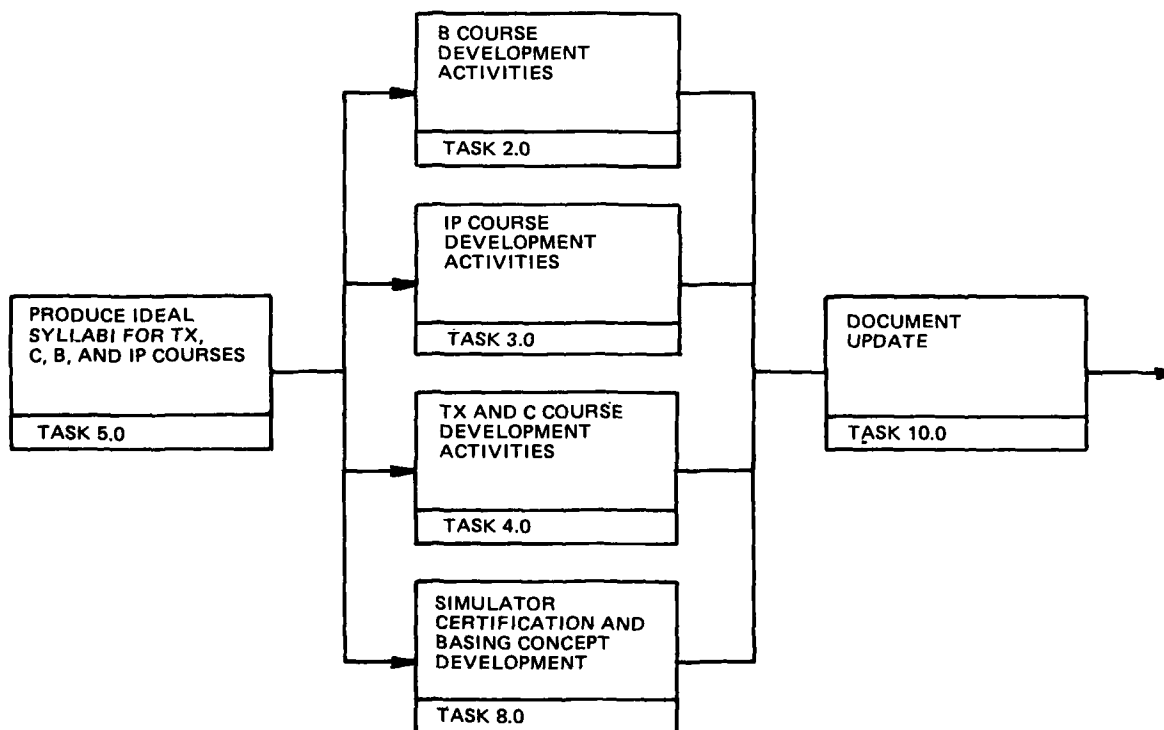 B COURSE
DEVELOPMENT
ACTIVITIES
TASK 2.0
IP COURSE
DEVELOPMENT
ACTIVITIES
TASK 3.0
PRODUCE IDEAL
SYLLABI FOR TX,
C, B, AND IP COURSES
TASK 5.0
DOCUMENT
UPDATE
TASK 10.0
TX AND C COURSE
DEVELOPMENT
ACTIVITIES
TASK 4.0
SIMULATOR
CERTIFICATION AND
BASING CONCEPT
DEVELOPMENT
TASK 8.0